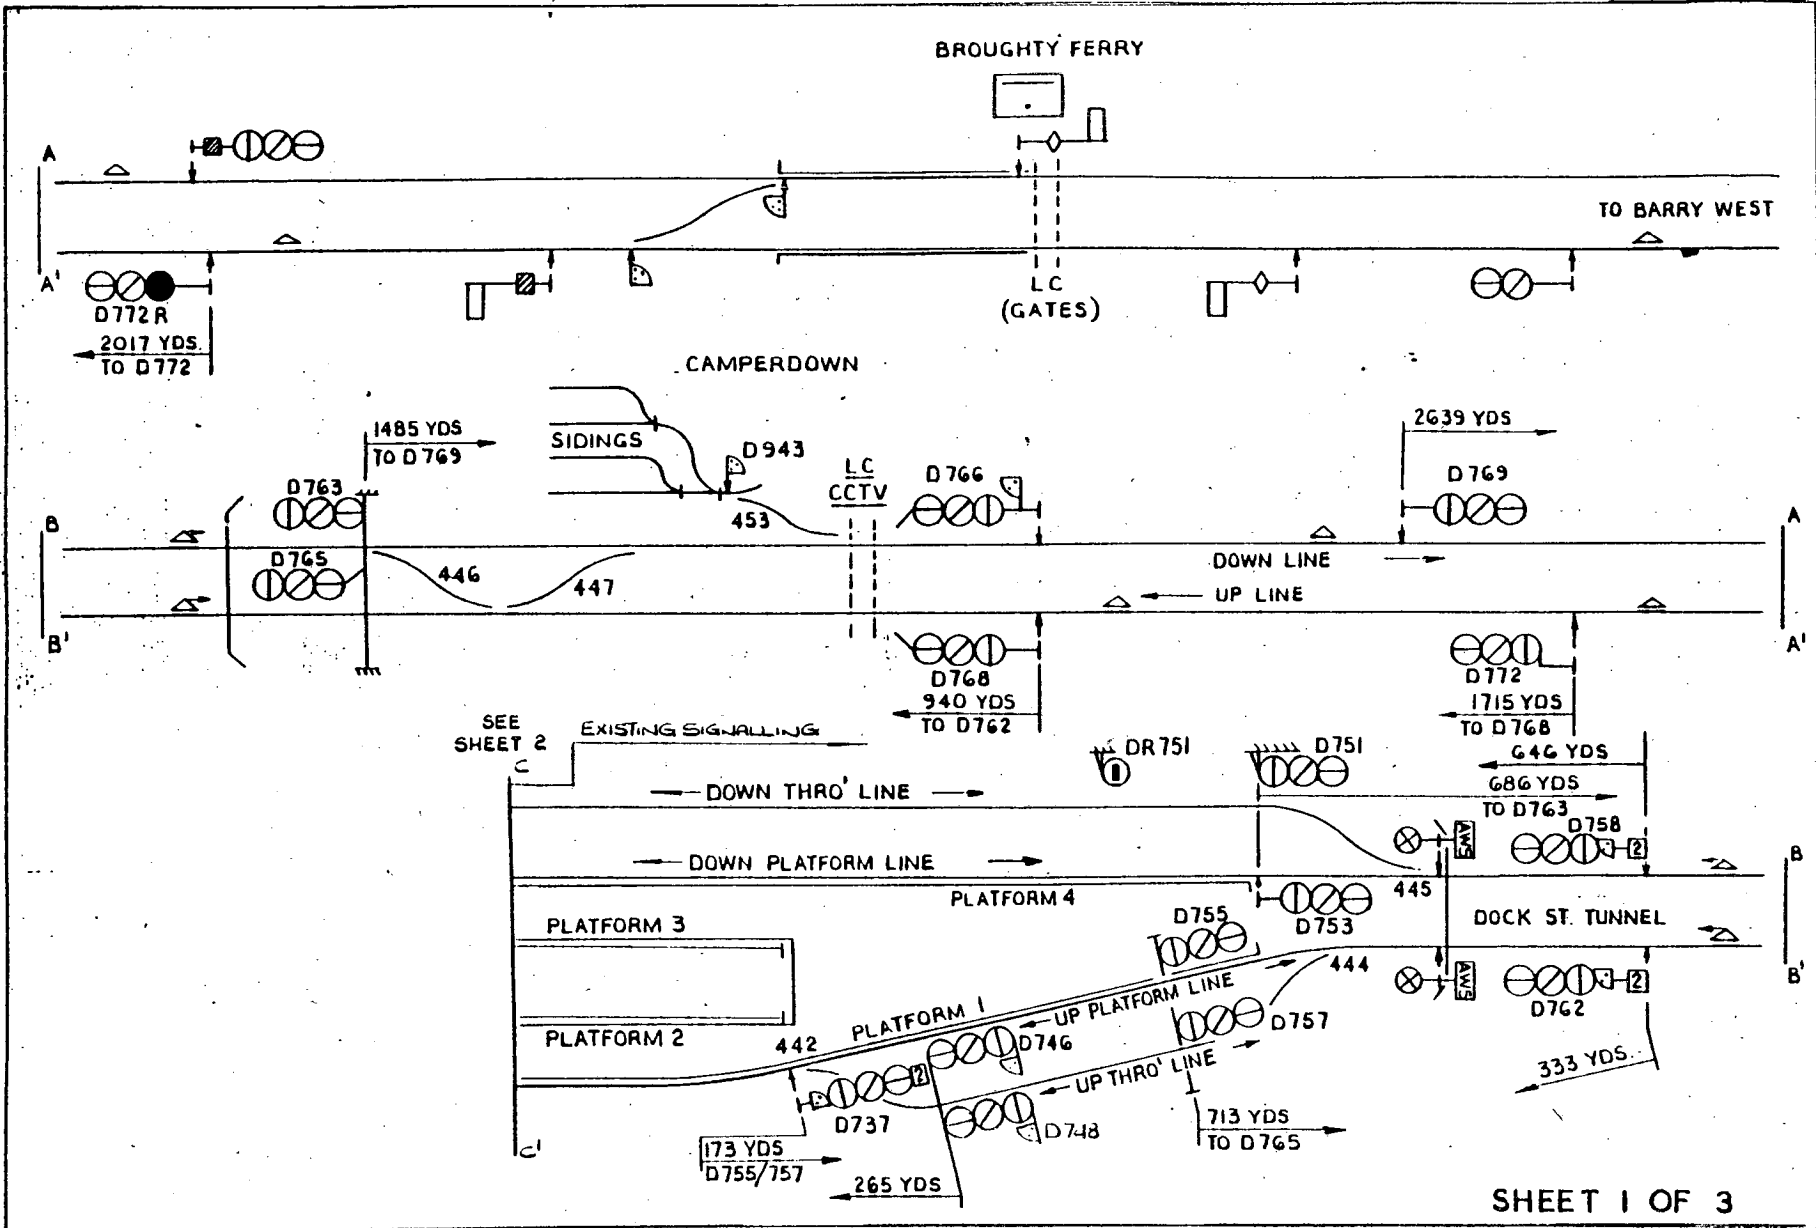 BROUGHTY FERRY
A
TO BARRY WEST
A'
D772R
2017 YDS.
TO D772
L C
(GATES)
CAMPERDOWN
1485 YDS
TO D769
SIDINGS
D943
2639 YDS
D763
LC
CCTV
D766
D769
453
B
A
D765
446
447
DOWN LINE
UP LINE
B'
A'
D768
D772
940 YDS
TO D762
1715 YDS
TO D768
SEE
SHEET 2
EXISTING SIGNALLING
C
DR751
D751
646 YDS
DOWN THRO' LINE
686 YDS
TO D763
AWS
D758
2
DOWN PLATFORM LINE
B
PLATFORM 4
445
D753
DOCK ST. TUNNEL
PLATFORM 3
D755
444
B'
AWS
2
D762
PLATFORM 1
UP PLATFORM LINE
D757
PLATFORM 2
442
D746
2
UP THRO' LINE
333 YDS.
D737
D748
713 YDS
TO D765
C'
173 YDS
D755/757
265 YDS
SHEET 1 OF 3